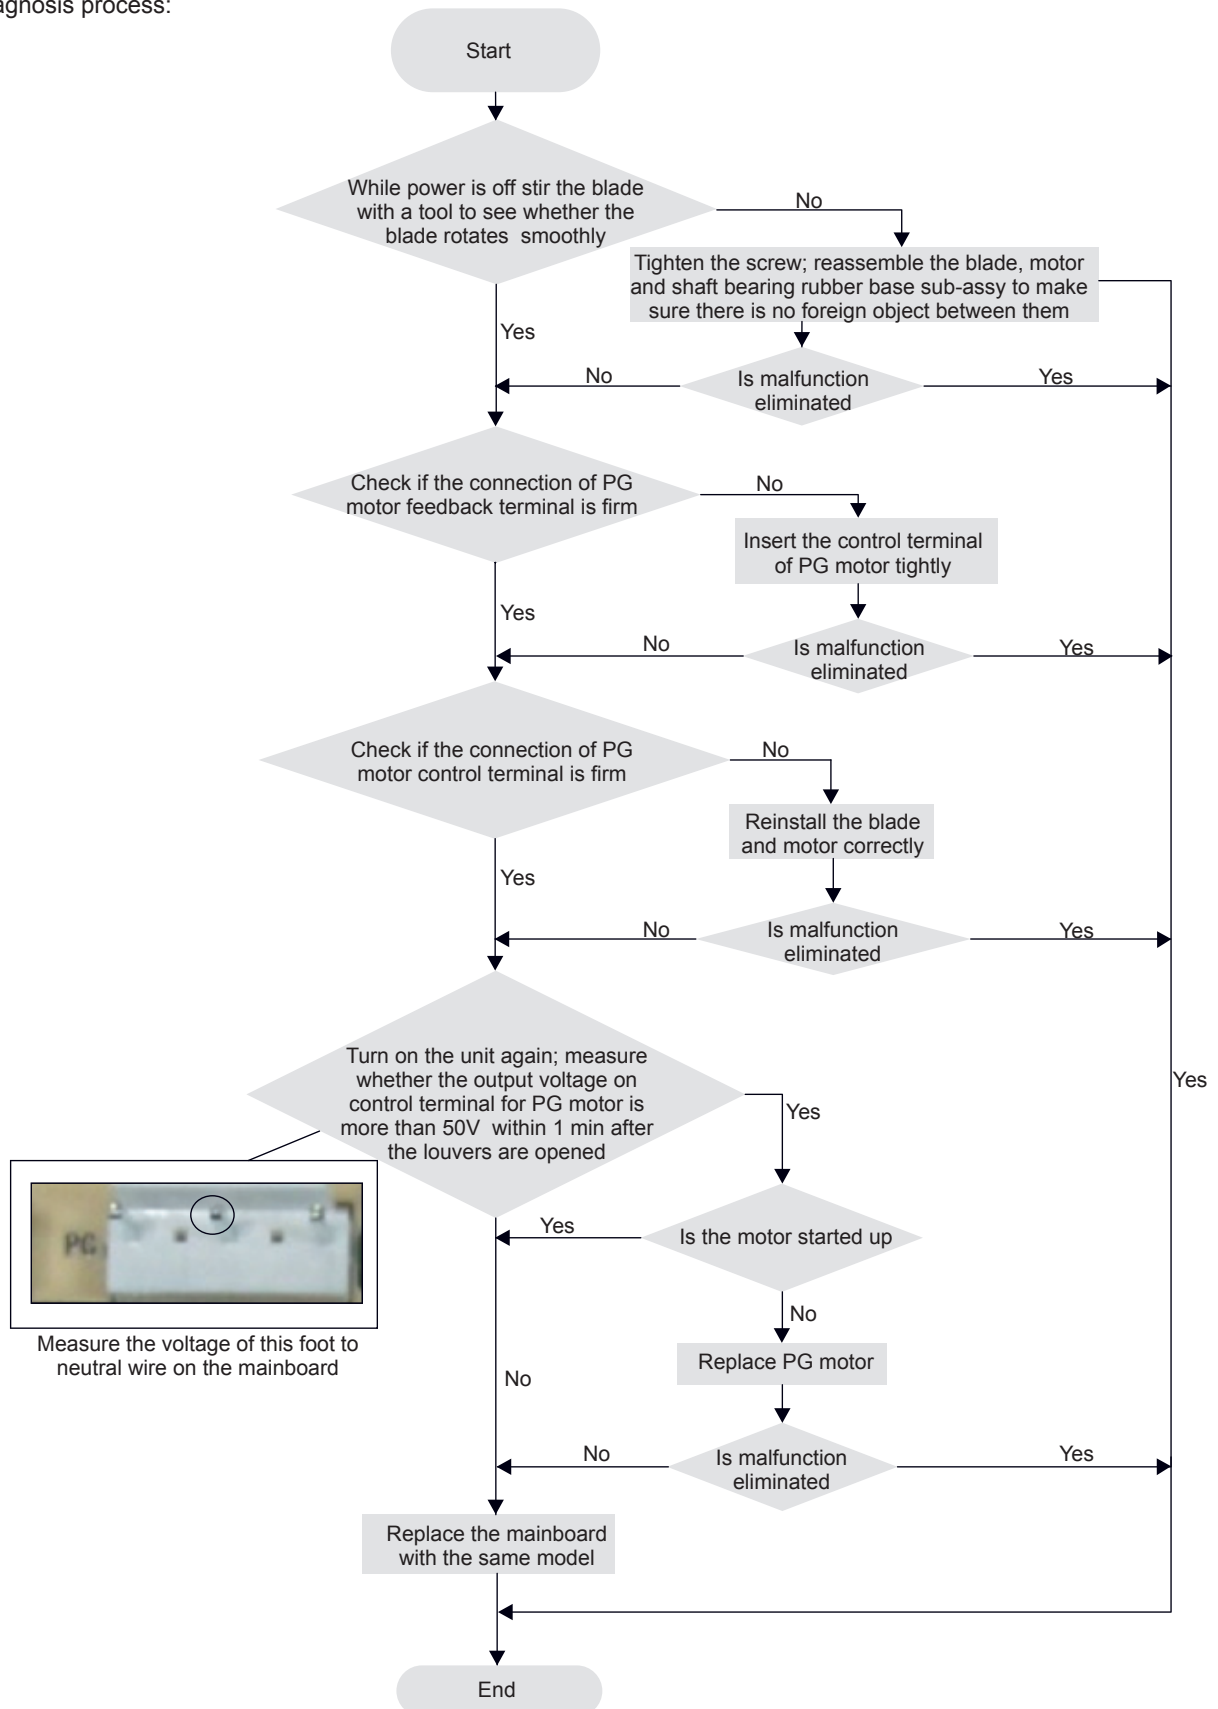 agnosis process:
Start
While power is off stir the blade
with a tool to see whether the
blade rotates smoothly
No
Tighten the screw; reassemble the blade, motor
and shaft bearing rubber base sub-assy to make
sure there is no foreign object between them
Yes
No
Is malfunction
eliminated
Yes
Check if the connection of PG
motor feedback terminal is firm
No
Insert the control terminal
of PG motor tightly
Yes
No
Is malfunction
eliminated
Yes
Check if the connection of PG
motor control terminal is firm
No
Reinstall the blade
and motor correctly
Yes
No
Is malfunction
eliminated
Yes
Turn on the unit again; measure
whether the output voltage on
control terminal for PG motor is
more than 50V within 1 min after
the louvers are opened
Yes
Yes
PG
Measure the voltage of this foot to
neutral wire on the mainboard
Yes
Is the motor started up
No
Replace PG motor
No
No
Is malfunction
eliminated
Yes
Replace the mainboard
with the same model
End